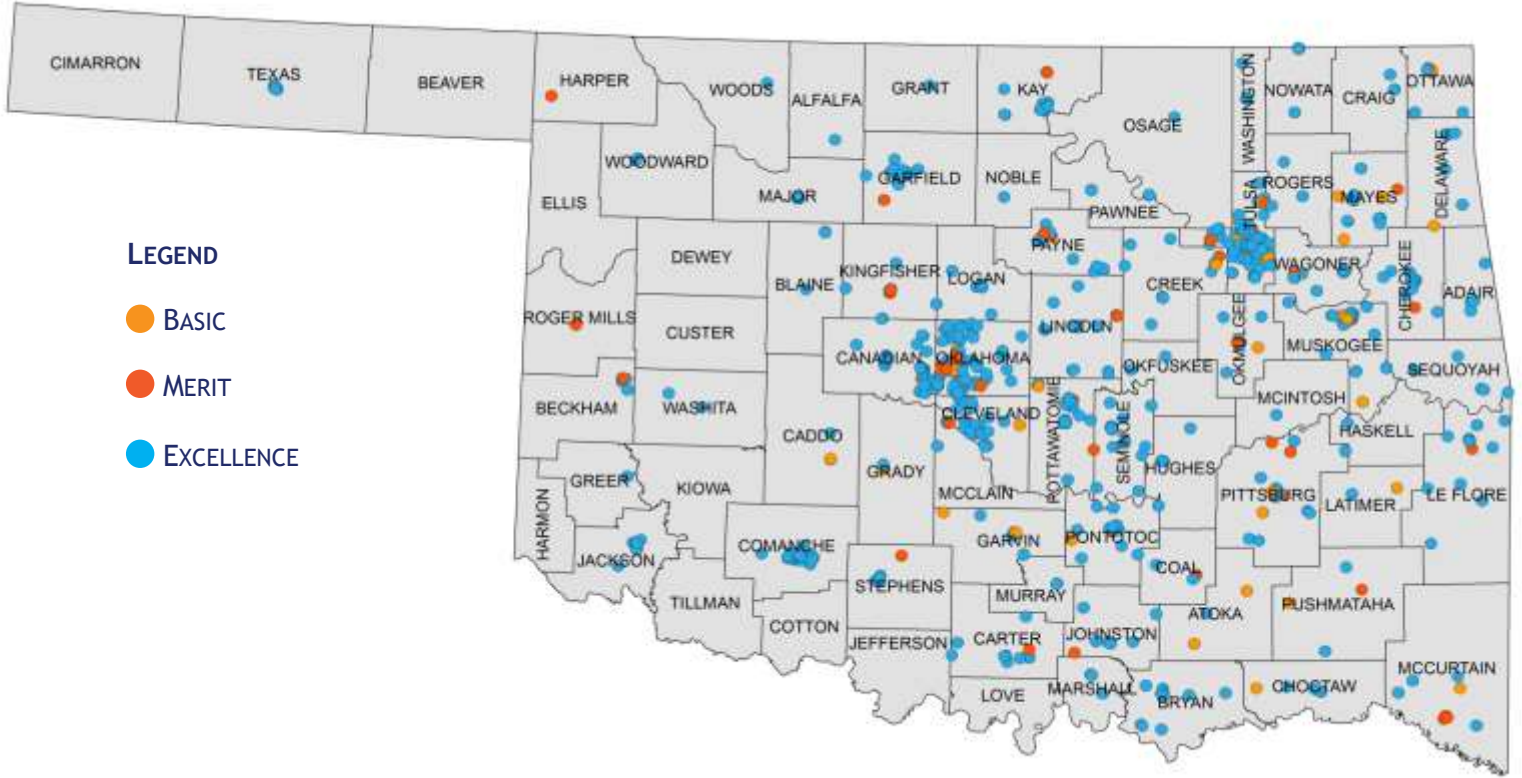 CIMARRON
TEXAS
BEAVER
HARPER
WOODS
ALFALFA
GRANT
KAY
OSAGE
WASHINGTON
NOWATA
CRAIG
OTTAWA
WOODWARD
ELLIS
MAJOR
GARFIELD
NOBLE
PAWNEE
TULSA
ROGERS
MAYES
DELAWARE
LEGEND
BASIC
MERIT
EXCELLENCE
DEWEY
BLAINE
KINGFISHER
LOGAN
PAYNE
CREEK
WAGONER
CHEROKEE
ADAIR
ROGER MILLS
CUSTER
CANADIAN
OKLAHOMA
LINCOLN
OKFUSKEE
OKMULGEE
MUSKOGEE
SEQUOYAH
BECKHAM
WASHITA
CADDO
GRADY
CLEVELAND
POTTAWATOMIE
SEMINOLE
HUGHES
MCINTOSH
HASKELL
GREER
KIOWA
MCCLAIN
PITTSBURG
LATIMER
LE FLORE
HARMON
JACKSON
COMANCHE
GARVIN
PONTOTOC
COAL
TILLMAN
COTTON
STEPHENS
MURRAY
ATOKA
PUSHMATAHA
JEFFERSON
CARTER
JOHNSTON
LOVE
MARSHALL
BRYAN
CHOCTAW
MCCURTAIN